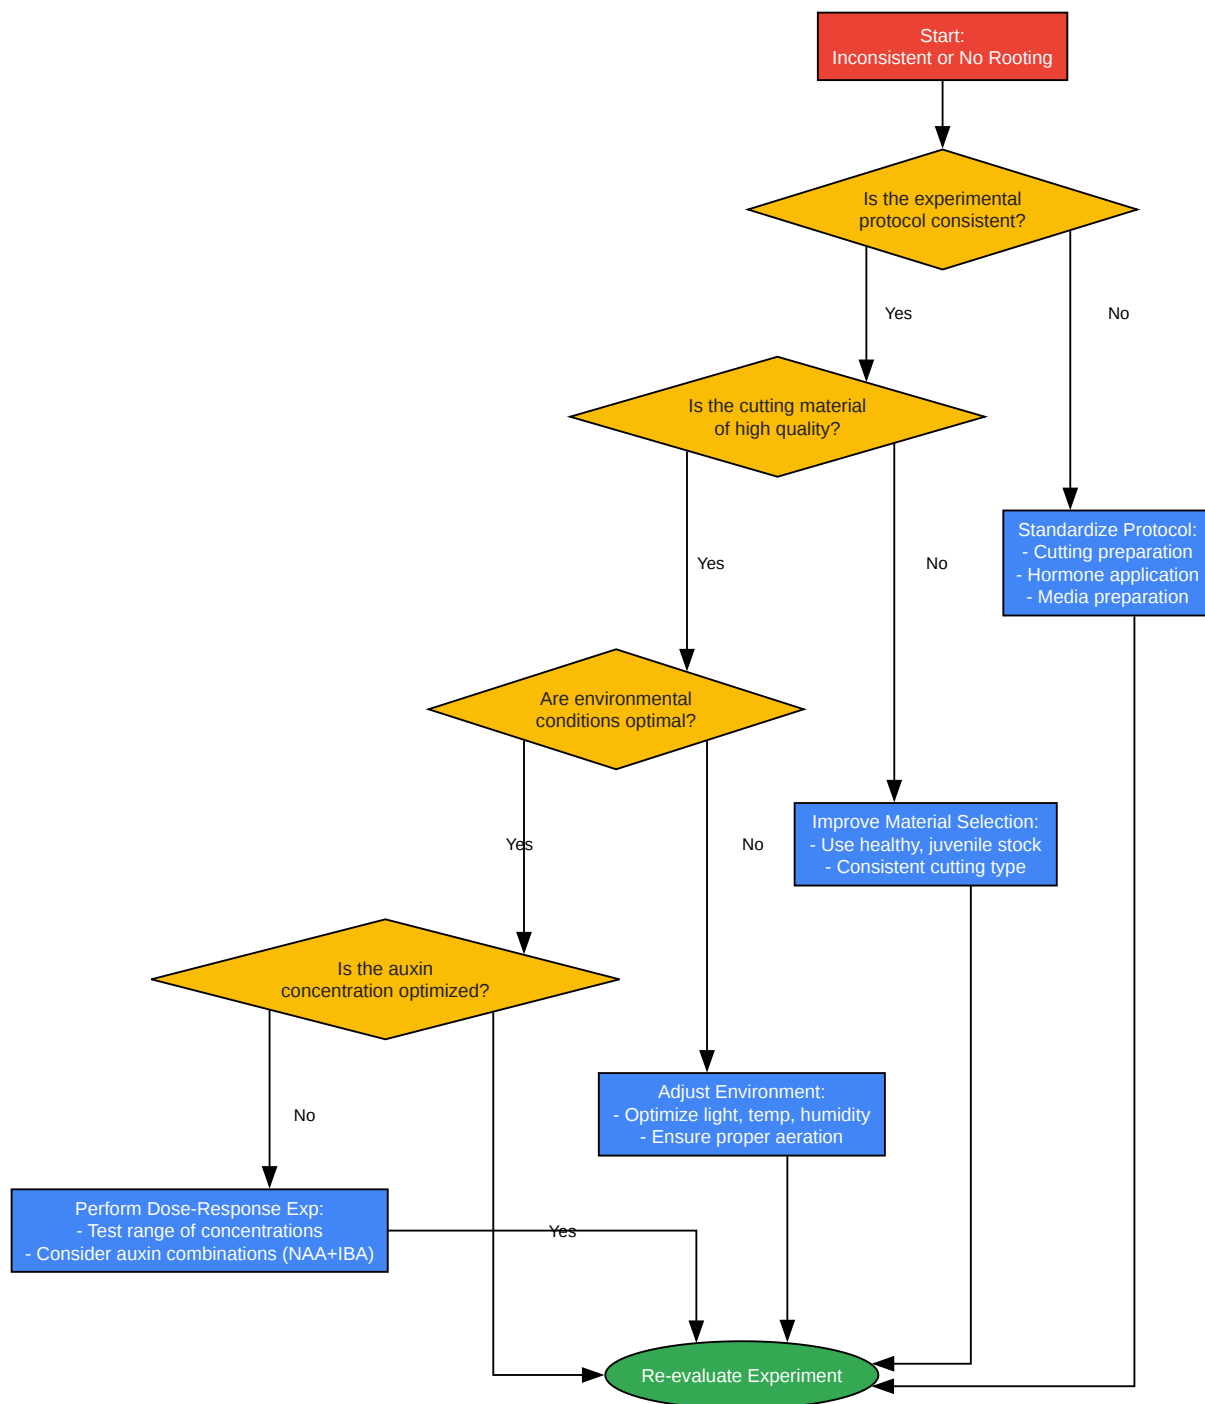 Start:
Inconsistent or No Rooting
Is the experimental
protocol consistent?
Yes
No
Is the cutting material
of high quality?
Standardize Protocol:
- Cutting preparation
- Hormone application
- Media preparation
Yes
No
Are environmental
conditions optimal?
Improve Material Selection:
- Use healthy, juvenile stock
- Consistent cutting type
Yes
No
Is the auxin
concentration optimized?
Adjust Environment:
- Optimize light, temp, humidity
- Ensure proper aeration
No
Perform Dose-Response Exp:
- Test range of concentrations
- Consider auxin combinations (NAA+IBA)
Yes
Re-evaluate Experiment